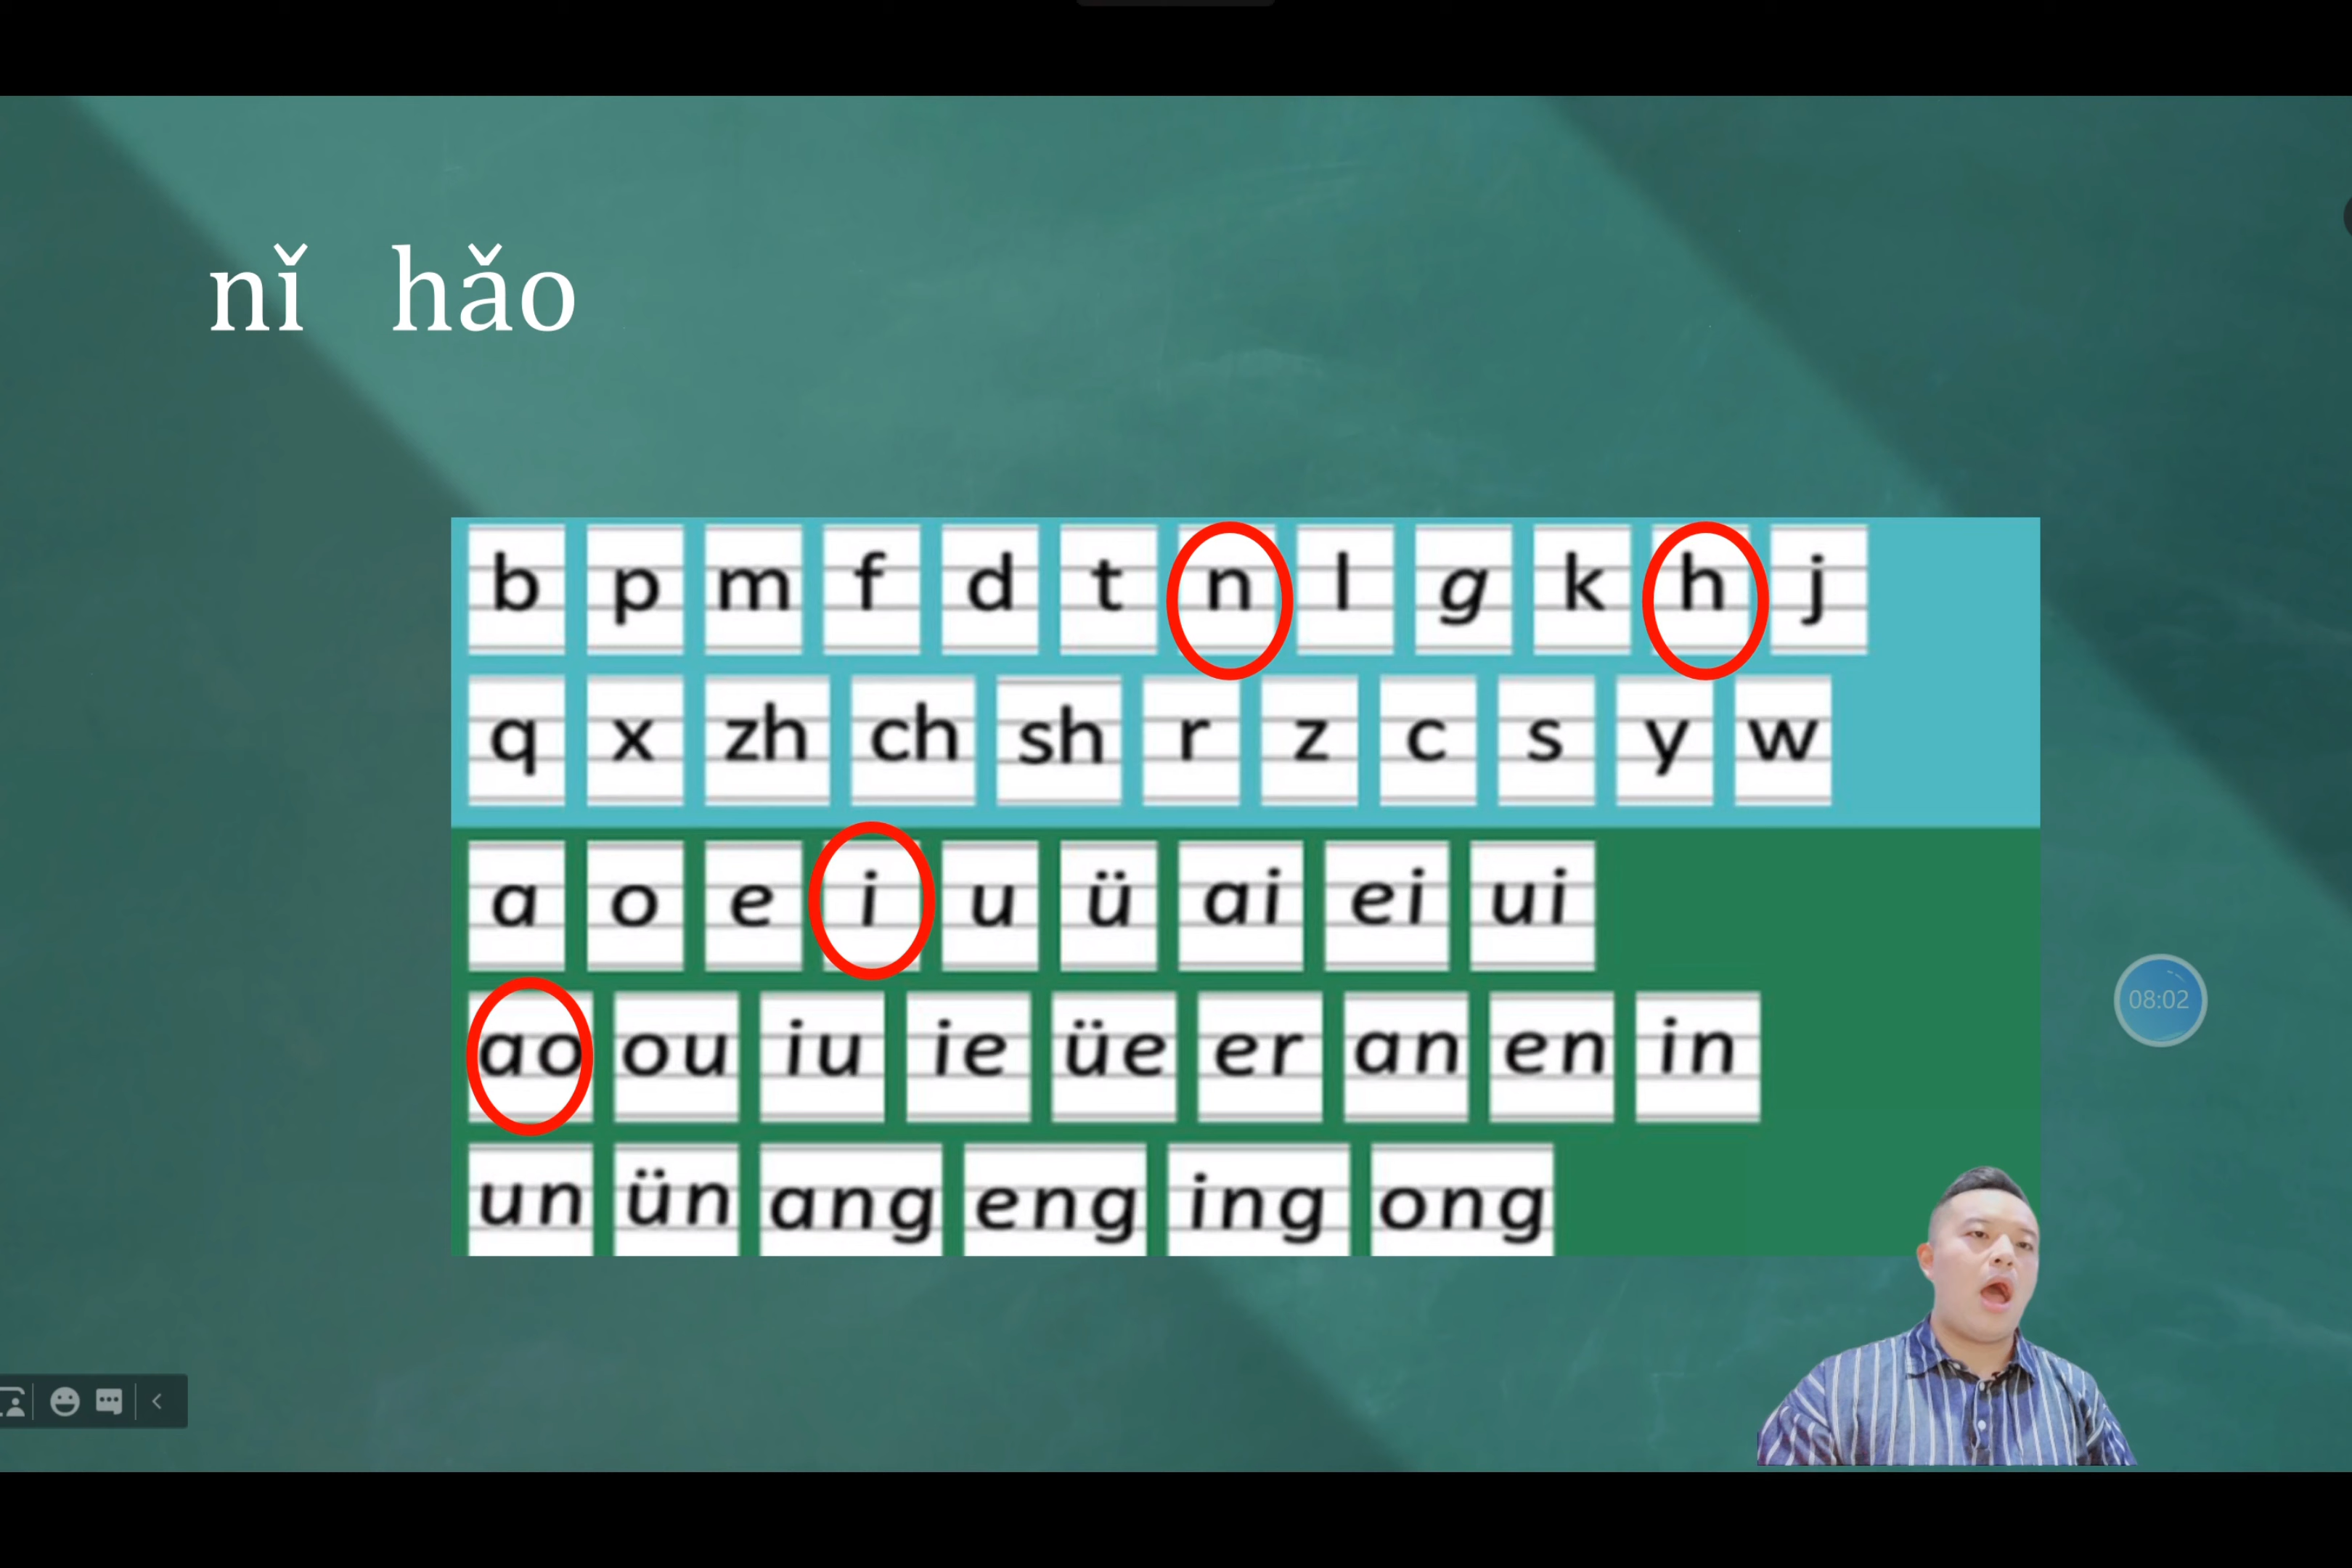 nǐ hǎo
b p m f d t n l g k h j
q x zh ch sh r z c s y w
a o e i u ü ai ei ui
08:02
ao ou iu ie üe er an en in
un ün ang eng ing ong